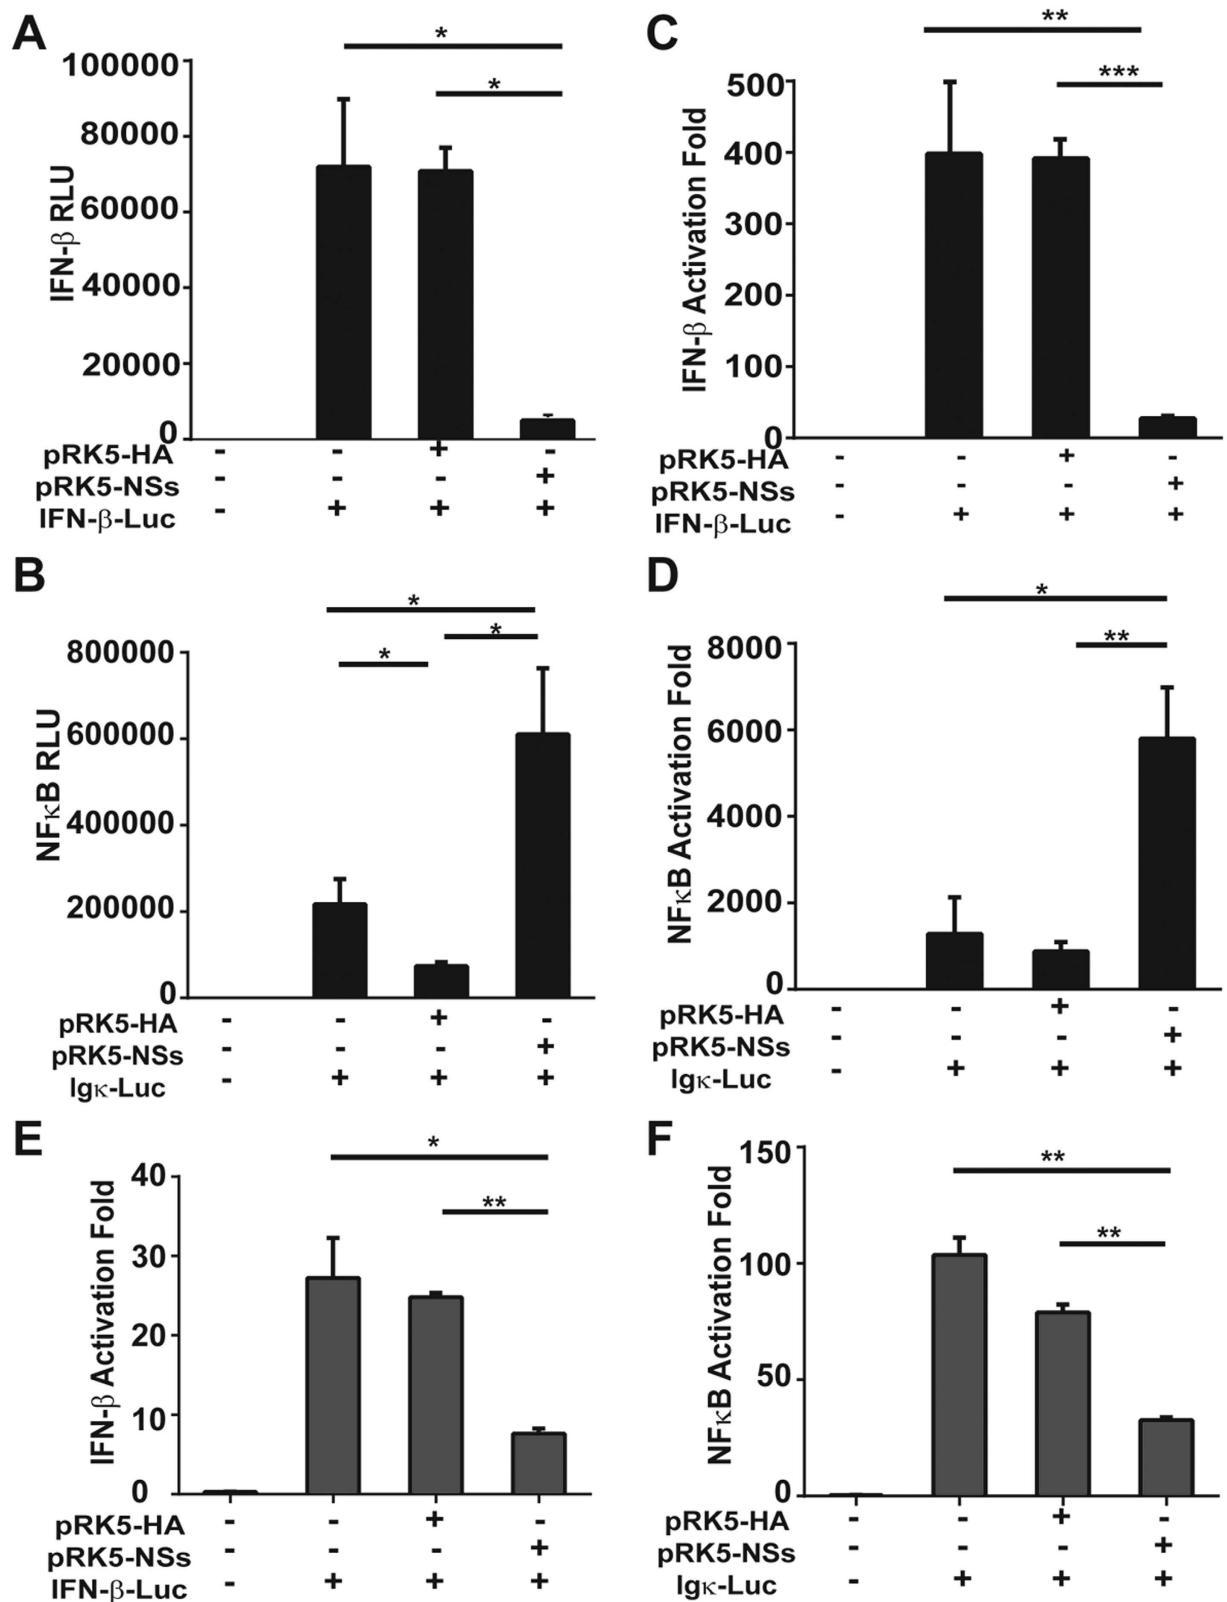 A
*
*
IFN-β RLU
100000
80000
60000
40000
20000
0
pRK5-HA - - + -
pRK5-NSs - - - +
IFN-β-Luc - + + +
C
**
***
IFN-β Activation Fold
500
400
300
200
100
0
pRK5-HA - - + -
pRK5-NSs - - - +
IFN-β-Luc - + + +
B
*
*
*
NFκB RLU
800000
600000
400000
200000
0
pRK5-HA - - + -
pRK5-NSs - - - +
Igκ-Luc - + + +
D
*
**
NFκB Activation Fold
8000
6000
4000
2000
0
pRK5-HA - - + -
pRK5-NSs - - - +
Igκ-Luc - + + +
E
*
**
IFN-β Activation Fold
40
30
20
10
0
pRK5-HA - - + -
pRK5-NSs - - - +
IFN-β-Luc - + + +
F
**
**
NFκB Activation Fold
150
100
50
0
pRK5-HA - - + -
pRK5-NSs - - - +
Igκ-Luc - + + +